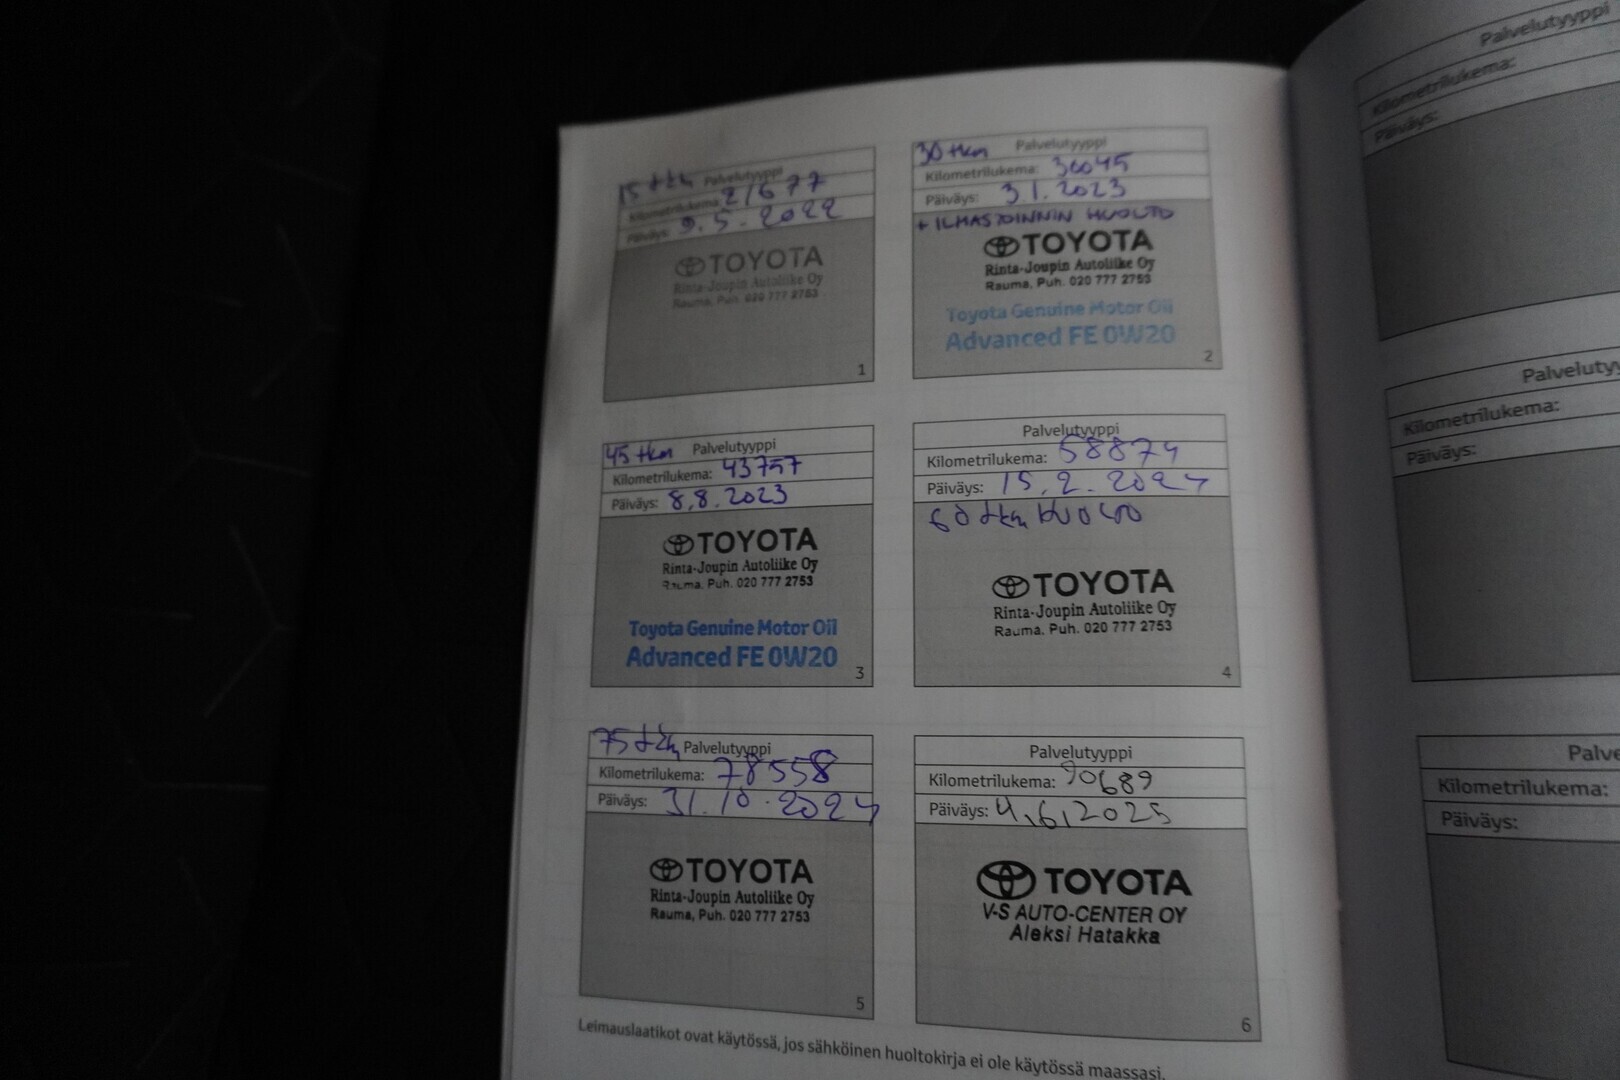 15 tkm Palvelutyyppi
Kilometrilukema: 21677
Päiväys: 9.5.2022
TOYOTA
Rinta-Joupin Autoliike Oy
Rauma, Puh. 020 777 2753
1
30 tkm Palvelutyyppi
Kilometrilukema: 30045
Päiväys: 3.1.2023
+ ILMASTOINNIN HUOLTO
TOYOTA
Rinta-Joupin Autoliike Oy
Rauma, Puh. 020 777 2753
Toyota Genuine Motor Oil
Advanced FE 0W20
2
45 tkm Palvelutyyppi
Kilometrilukema: 43757
Päiväys: 8.8.2023
TOYOTA
Rinta-Joupin Autoliike Oy
Rauma, Puh. 020 777 2753
Toyota Genuine Motor Oil
Advanced FE 0W20
3
Palvelutyyppi
Kilometrilukema: 58874
Päiväys: 15.2.2024
60 tkm huolto
TOYOTA
Rinta-Joupin Autoliike Oy
Rauma, Puh. 020 777 2753
4
75 tkm Palvelutyyppi
Kilometrilukema: 78558
Päiväys: 31.10.2024
TOYOTA
Rinta-Joupin Autoliike Oy
Rauma, Puh. 020 777 2753
5
Palvelutyyppi
Kilometrilukema: 90689
Päiväys: 4.6.2025
TOYOTA
V-S AUTO-CENTER OY
Aleksi Hatakka
6
Leimauslaatikot ovat käytössä, jos sähköinen huoltokirja ei ole käytössä maassasi.
Palvelutyyppi
Kilometrilukema:
Päiväys:
Palveluty
Kilometrilukema:
Päiväys:
Palve
Kilometrilukema:
Päiväys: